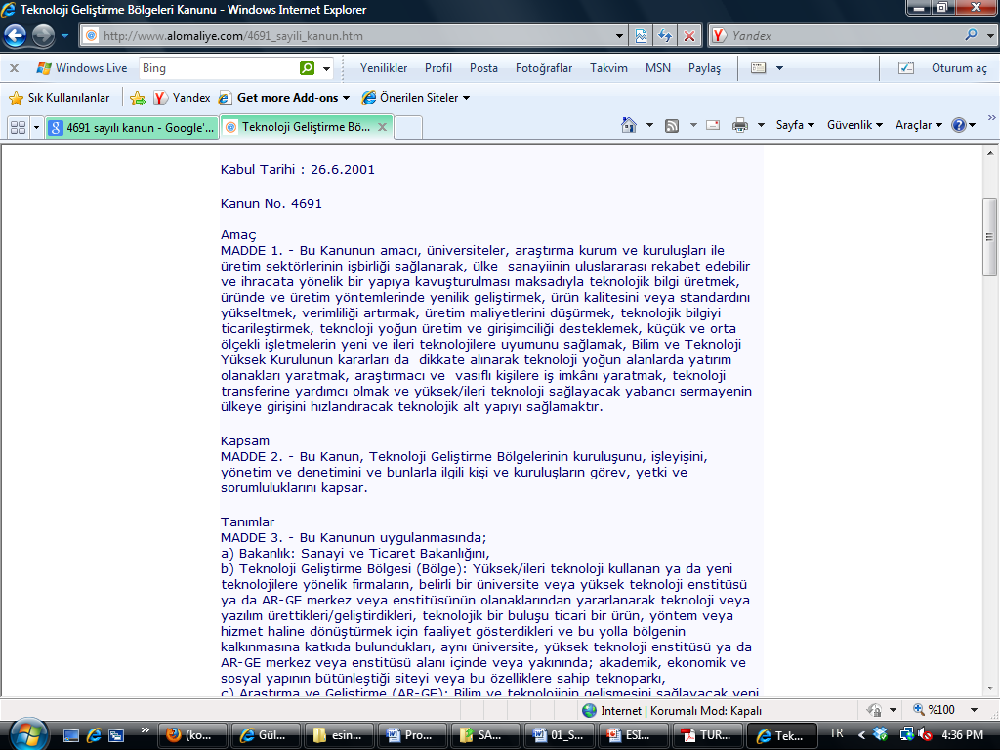 Teknoloji Geliştirme Bölgeleri Kanunu - Windows Internet Explorer
http://www.alomaliye.com/4691_sayili_kanun.htm
Yandex
Windows Live
Bing
Yenilikler
Profil
Posta
Fotoğraflar
Takvim
MSN
Paylaş
Oturum aç
Sık Kullanılanlar
Yandex
Get more Add-ons
Önerilen Siteler
4691 sayılı kanun - Google'...
Teknoloji Geliştirme Bö...
Sayfa
Güvenlik
Araçlar
Kabul Tarihi : 26.6.2001
Kanun No. 4691
Amaç
MADDE 1. - Bu Kanunun amacı, üniversiteler, araştırma kurum ve kuruluşları ile
üretim sektörlerinin işbirliği sağlanarak, ülke  sanayiinin uluslararası rekabet edebilir
ve ihracata yönelik bir yapıya kavuşturulması maksadıyla teknolojik bilgi üretmek,
üründe ve üretim yöntemlerinde yenilik geliştirmek, ürün kalitesini veya standardını
yükseltmek, verimliliği artırmak, üretim maliyetlerini düşürmek, teknolojik bilgiyi
ticarileştirmek, teknoloji yoğun üretim ve girişimciliği desteklemek, küçük ve orta
ölçekli işletmelerin yeni ve ileri teknolojilere uyumunu sağlamak, Bilim ve Teknoloji
Yüksek Kurulunun kararları da  dikkate alınarak teknoloji yoğun alanlarda yatırım
olanakları yaratmak, araştırmacı ve  vasıflı kişilere iş imkânı yaratmak, teknoloji
transferine yardımcı olmak ve yüksek/ileri teknoloji sağlayacak yabancı sermayenin
ülkeye girişini hızlandıracak teknolojik alt yapıyı sağlamaktır.
Kapsam
MADDE 2. - Bu Kanun, Teknoloji Geliştirme Bölgelerinin kuruluşunu, işleyişini,
yönetim ve denetimini ve bunlarla ilgili kişi ve kuruluşların görev, yetki ve
sorumluluklarını kapsar.
Tanımlar
MADDE 3. - Bu Kanunun uygulanmasında;
a) Bakanlık: Sanayi ve Ticaret Bakanlığını,
b) Teknoloji Geliştirme Bölgesi (Bölge): Yüksek/ileri teknoloji kullanan ya da yeni
teknolojilere yönelik firmaların, belirli bir üniversite veya yüksek teknoloji enstitüsü
ya da AR-GE merkez veya enstitüsünün olanaklarından yararlanarak teknoloji veya
yazılım ürettikleri/geliştirdikleri, teknolojik bir buluşu ticari bir ürün, yöntem veya
hizmet haline dönüştürmek için faaliyet gösterdikleri ve bu yolla bölgenin
kalkınmasına katkıda bulundukları, aynı üniversite, yüksek teknoloji enstitüsü ya da
AR-GE merkez veya enstitüsü alanı içinde veya yakınında; akademik, ekonomik ve
sosyal yapının bütünleştiği siteyi veya bu özelliklere sahip teknoparkı,
c) Araştırma ve Geliştirme (AR-GE): Bilim ve teknolojinin gelişmesini sağlayacak yeni
Internet | Korumalı Mod: Kapalı
%100
(ko...
Gül...
esin...
Pro...
SA...
01_S...
ESİ...
TÜR...
Tek...
TR
4:36 PM